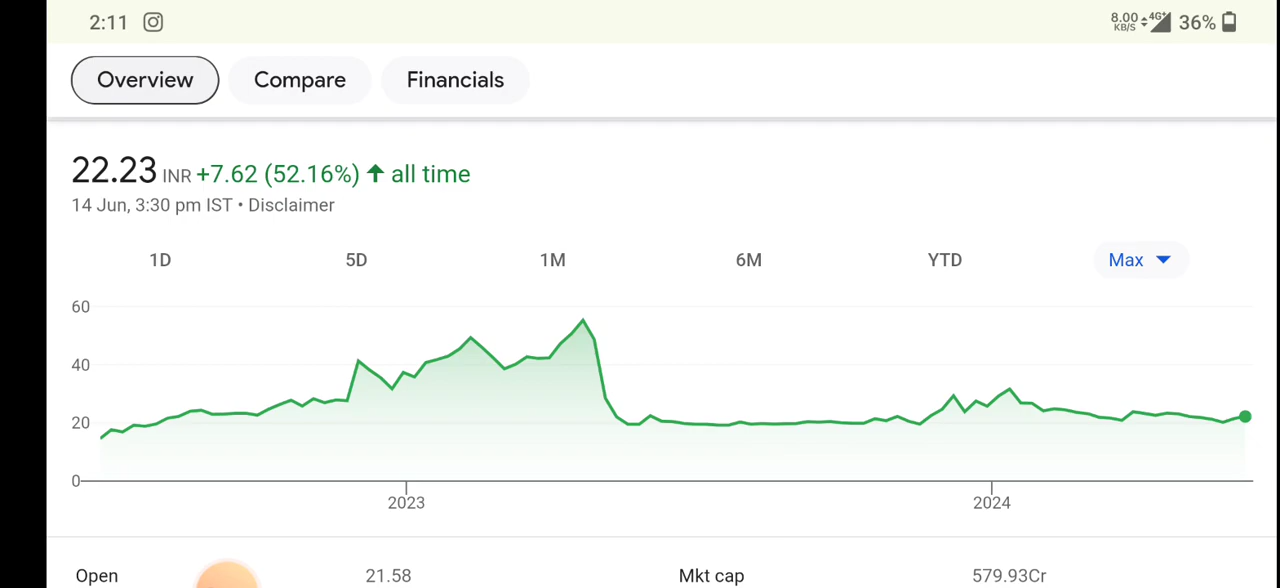 2:11 8.00 KB/S 4G+ 36%
Overview Compare Financials
22.23 INR +7.62 (52.16%) ↑ all time
14 Jun, 3:30 pm IST • Disclaimer
1D 5D 1M 6M YTD Max
60
40
20
0
2023 2024
Open 21.58 Mkt cap 579.93Cr